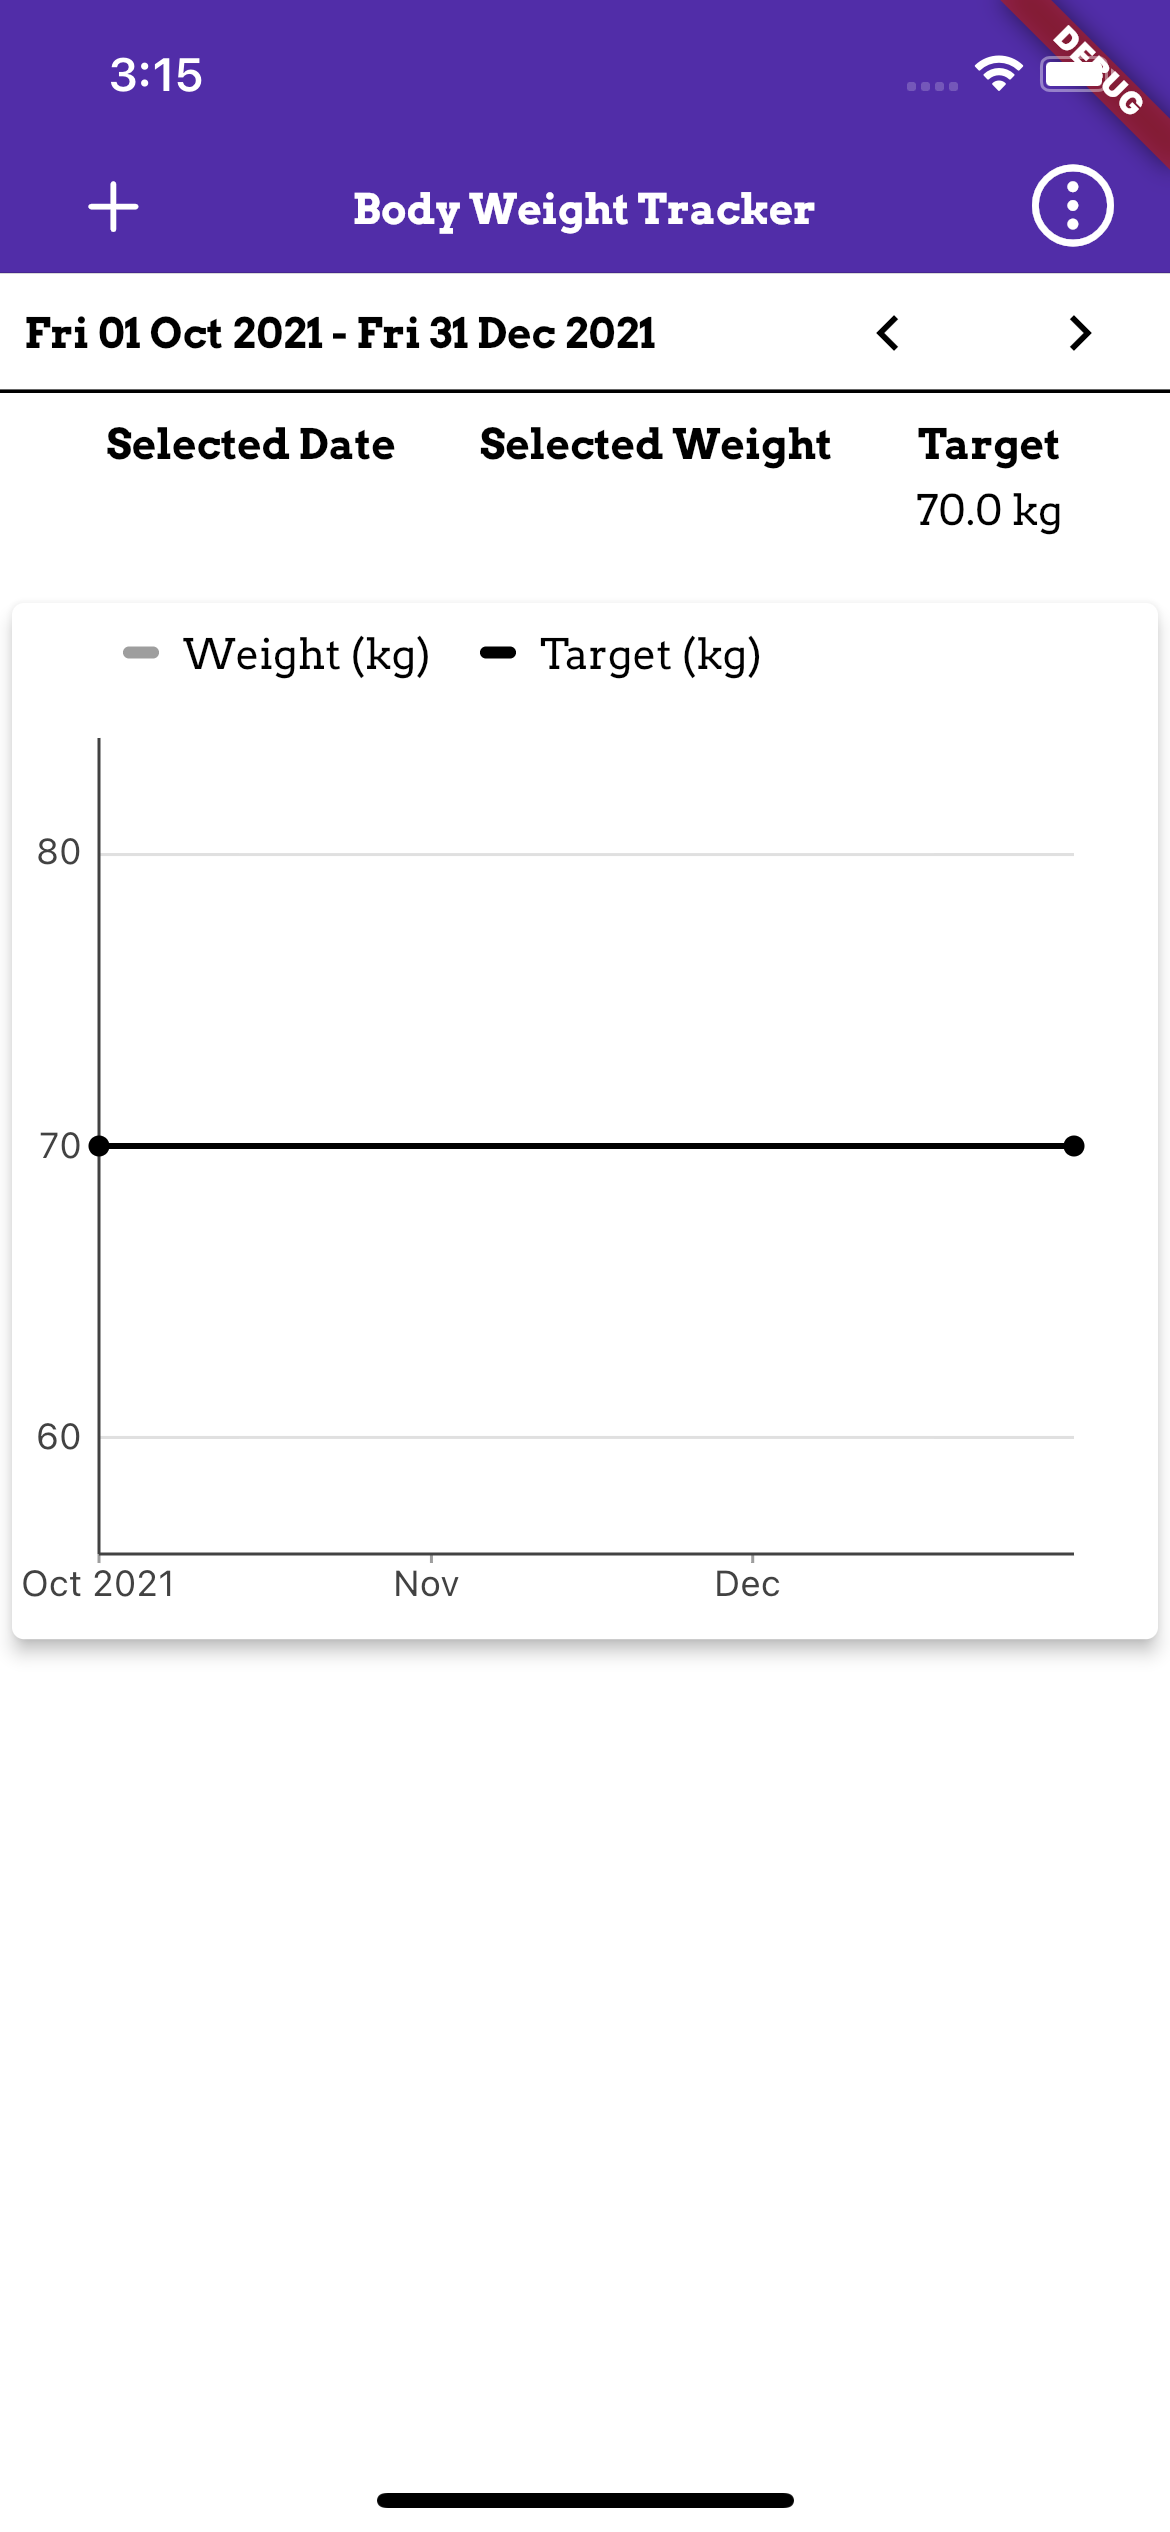 3:15
DEBUG
Body Weight Tracker
Fri 01 Oct 2021 - Fri 31 Dec 2021
Selected Date Selected Weight Target
70.0 kg
Weight (kg) Target (kg)
80
70
60
Oct 2021 Nov Dec